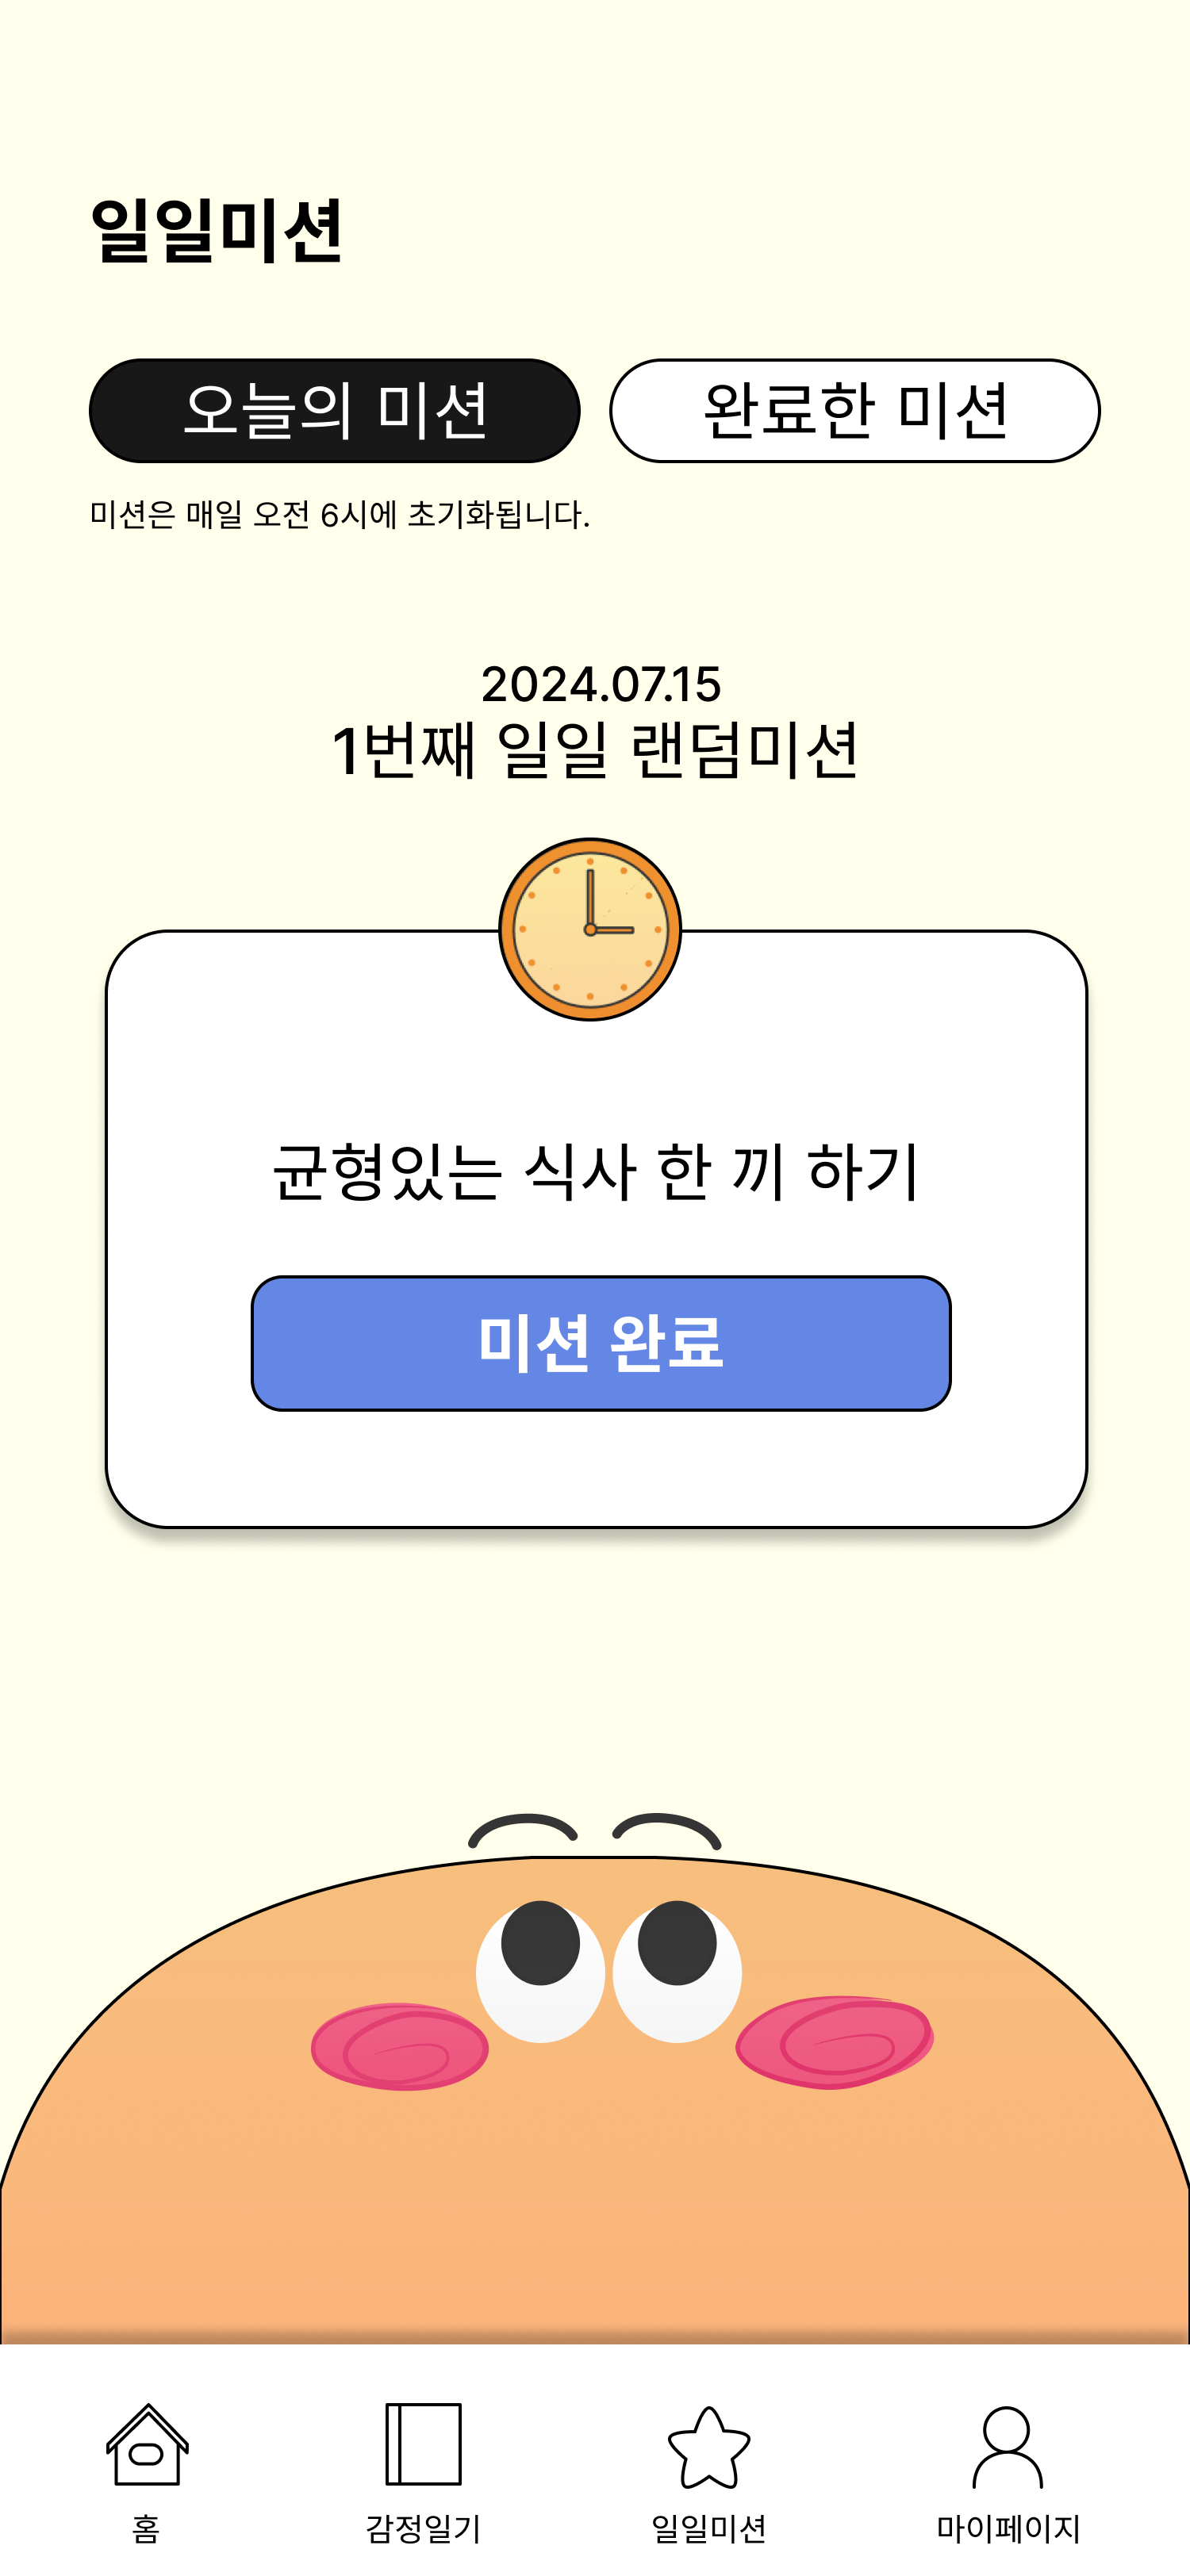 일일미션
오늘의 미션 완료한 미션
미션은 매일 오전 6시에 초기화됩니다.
2024.07.15
1번째 일일 랜덤미션
균형있는 식사 한 끼 하기
미션 완료
홈 감정일기 일일미션 마이페이지